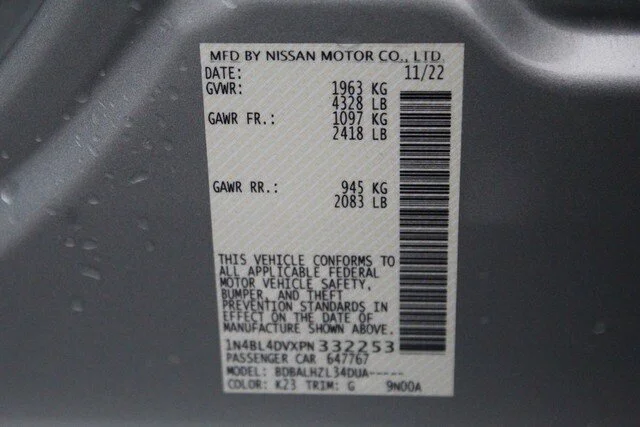 MFD BY NISSAN MOTOR CO., LTD.
DATE: 11/22
GVWR: 1963 KG
4328 LB
GAWR FR.: 1097 KG
2418 LB
GAWR RR.: 945 KG
2083 LB
THIS VEHICLE CONFORMS TO
ALL APPLICABLE FEDERAL
MOTOR VEHICLE SAFETY,
BUMPER, AND THEFT
PREVENTION STANDARDS IN
EFFECT ON THE DATE OF
MANUFACTURE SHOWN ABOVE.
1N4BL4DVXPN332253
PASSENGER CAR 647767
MODEL: BDBALHZL34DUA-----
COLOR: K23 TRIM: G 9N00A